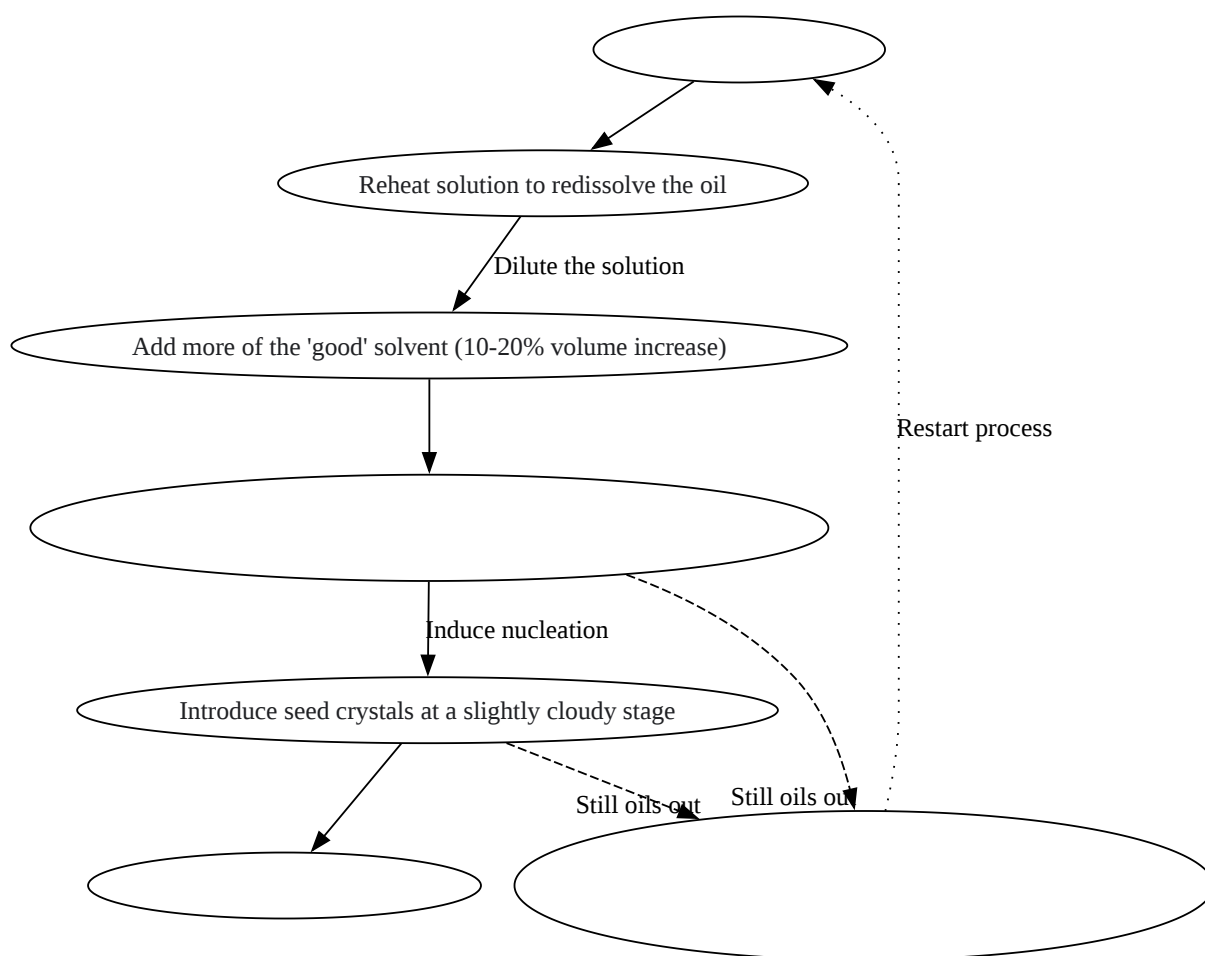 Reheat solution to redissolve the oil
Dilute the solution
Add more of the 'good' solvent (10-20% volume increase)
Restart process
Induce nucleation
Introduce seed crystals at a slightly cloudy stage
Still oils out
Still oils out